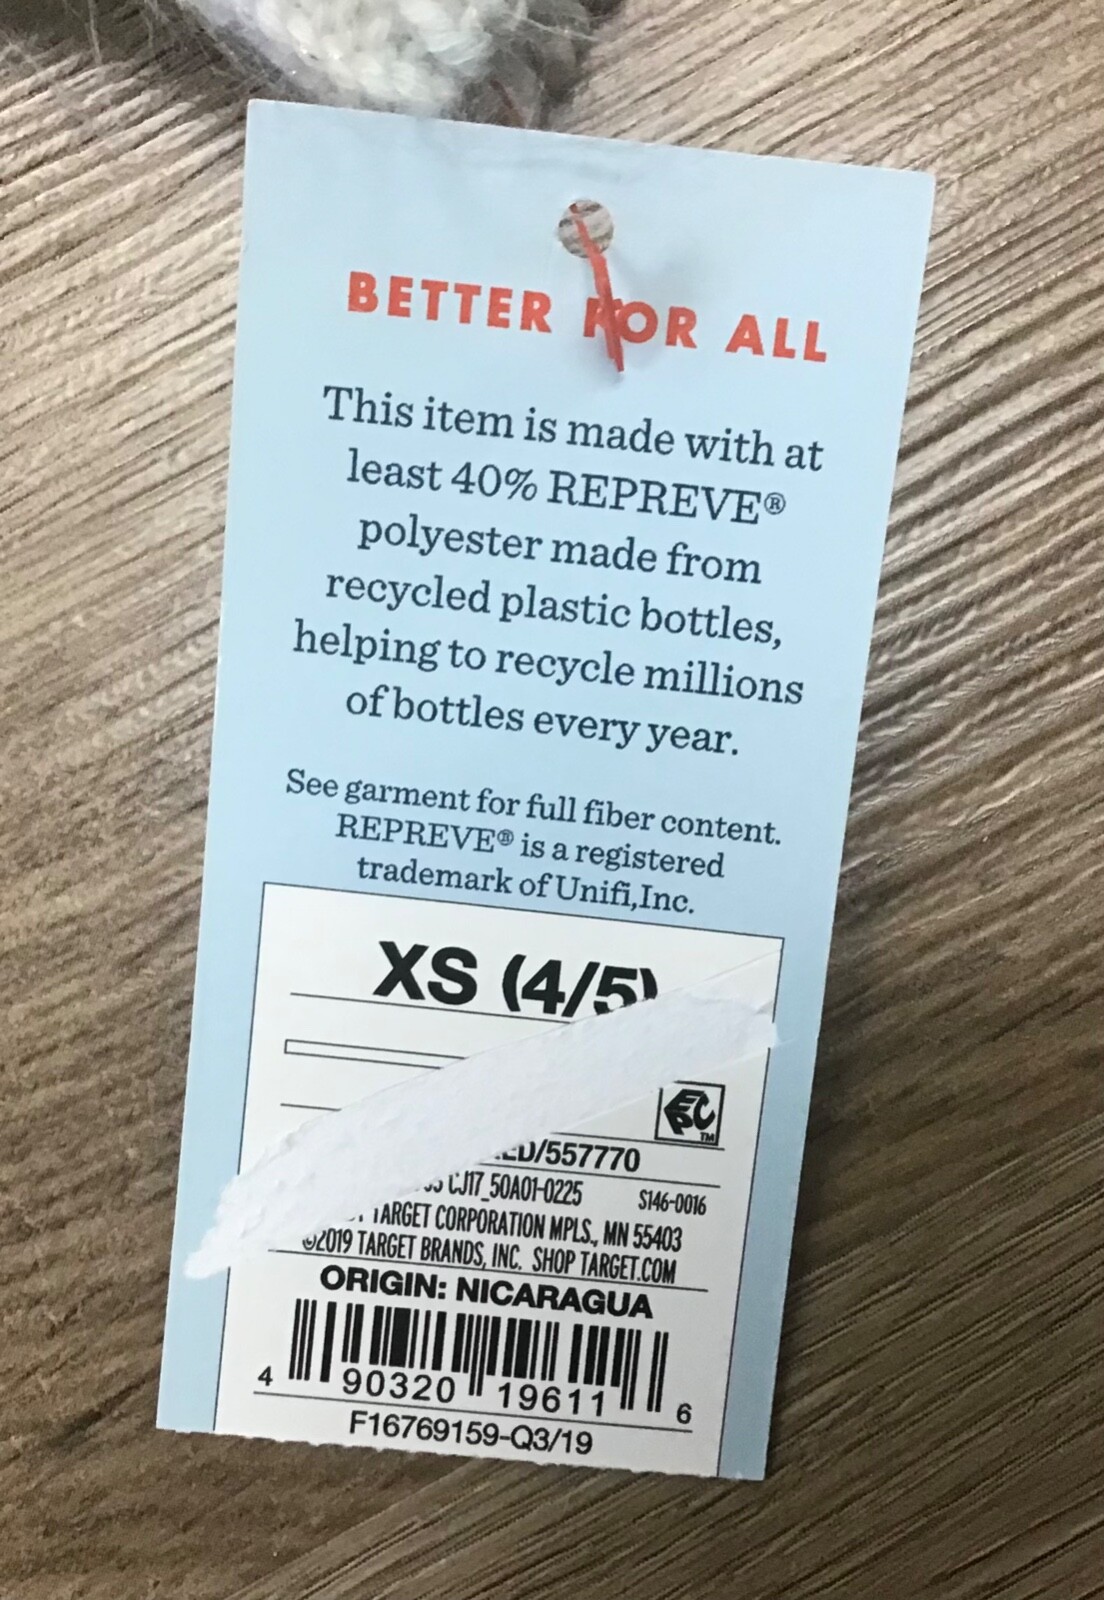 BETTER FOR ALL
This item is made with at
least 40% REPREVE®
polyester made from
recycled plastic bottles,
helping to recycle millions
of bottles every year.
See garment for full fiber content.
REPREVE® is a registered
trademark of Unifi,Inc.
XS (4/5)
EPC
TM
/557770
CJ17_50A01-0225 S146-0016
TARGET CORPORATION MPLS., MN 55403
©2019 TARGET BRANDS, INC. SHOP TARGET.COM
ORIGIN: NICARAGUA
4 90320 19611 6
F16769159-Q3/19